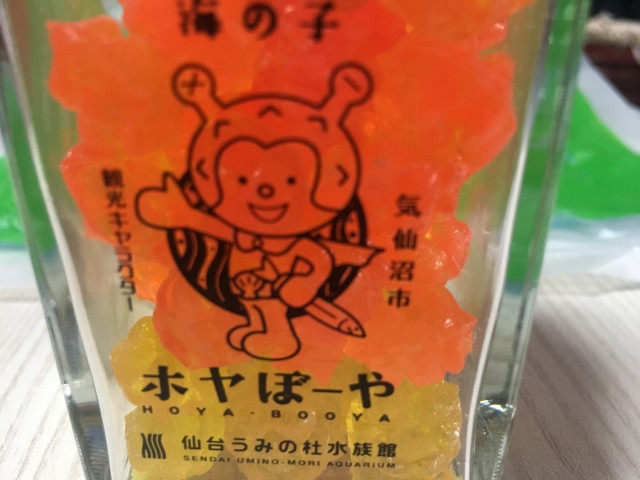 海の子
観光キャラクター
気仙沼市
ホヤぼーや
HOYA・BOOYA
仙台うみの杜水族館
SENDAI UMINO-MORI AQUARIUM